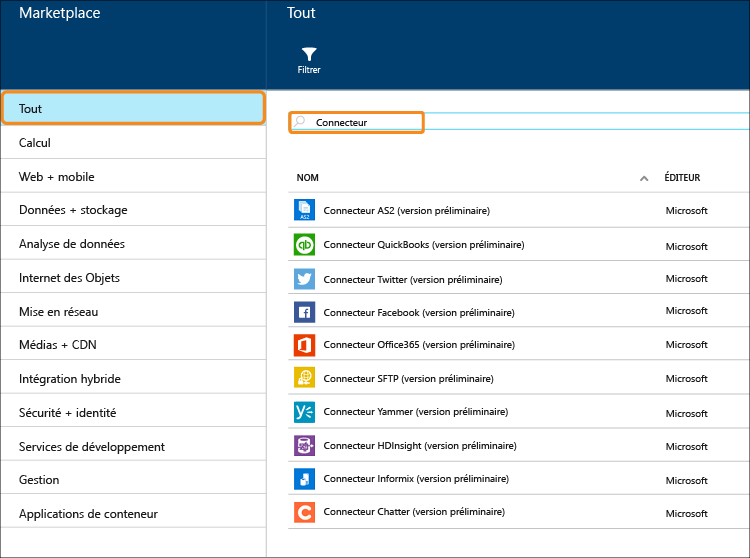 Marketplace
Tout
Filtrer
Tout
Calcul
Web + mobile
Données + stockage
Analyse de données
Internet des Objets
Mise en réseau
Médias + CDN
Intégration hybride
Sécurité + identité
Services de développement
Gestion
Applications de conteneur
Connecteur
NOM ÉDITEUR
AS2 Connecteur AS2 (version préliminaire) Microsoft
qb Connecteur QuickBooks (version préliminaire) Microsoft
Connecteur Twitter (version préliminaire) Microsoft
Connecteur Facebook (version préliminaire) Microsoft
Connecteur Office365 (version préliminaire) Microsoft
Connecteur SFTP (version préliminaire) Microsoft
Connecteur Yammer (version préliminaire) Microsoft
Connecteur HDInsight (version préliminaire) Microsoft
Connecteur Informix (version préliminaire) Microsoft
Connecteur Chatter (version préliminaire) Microsoft